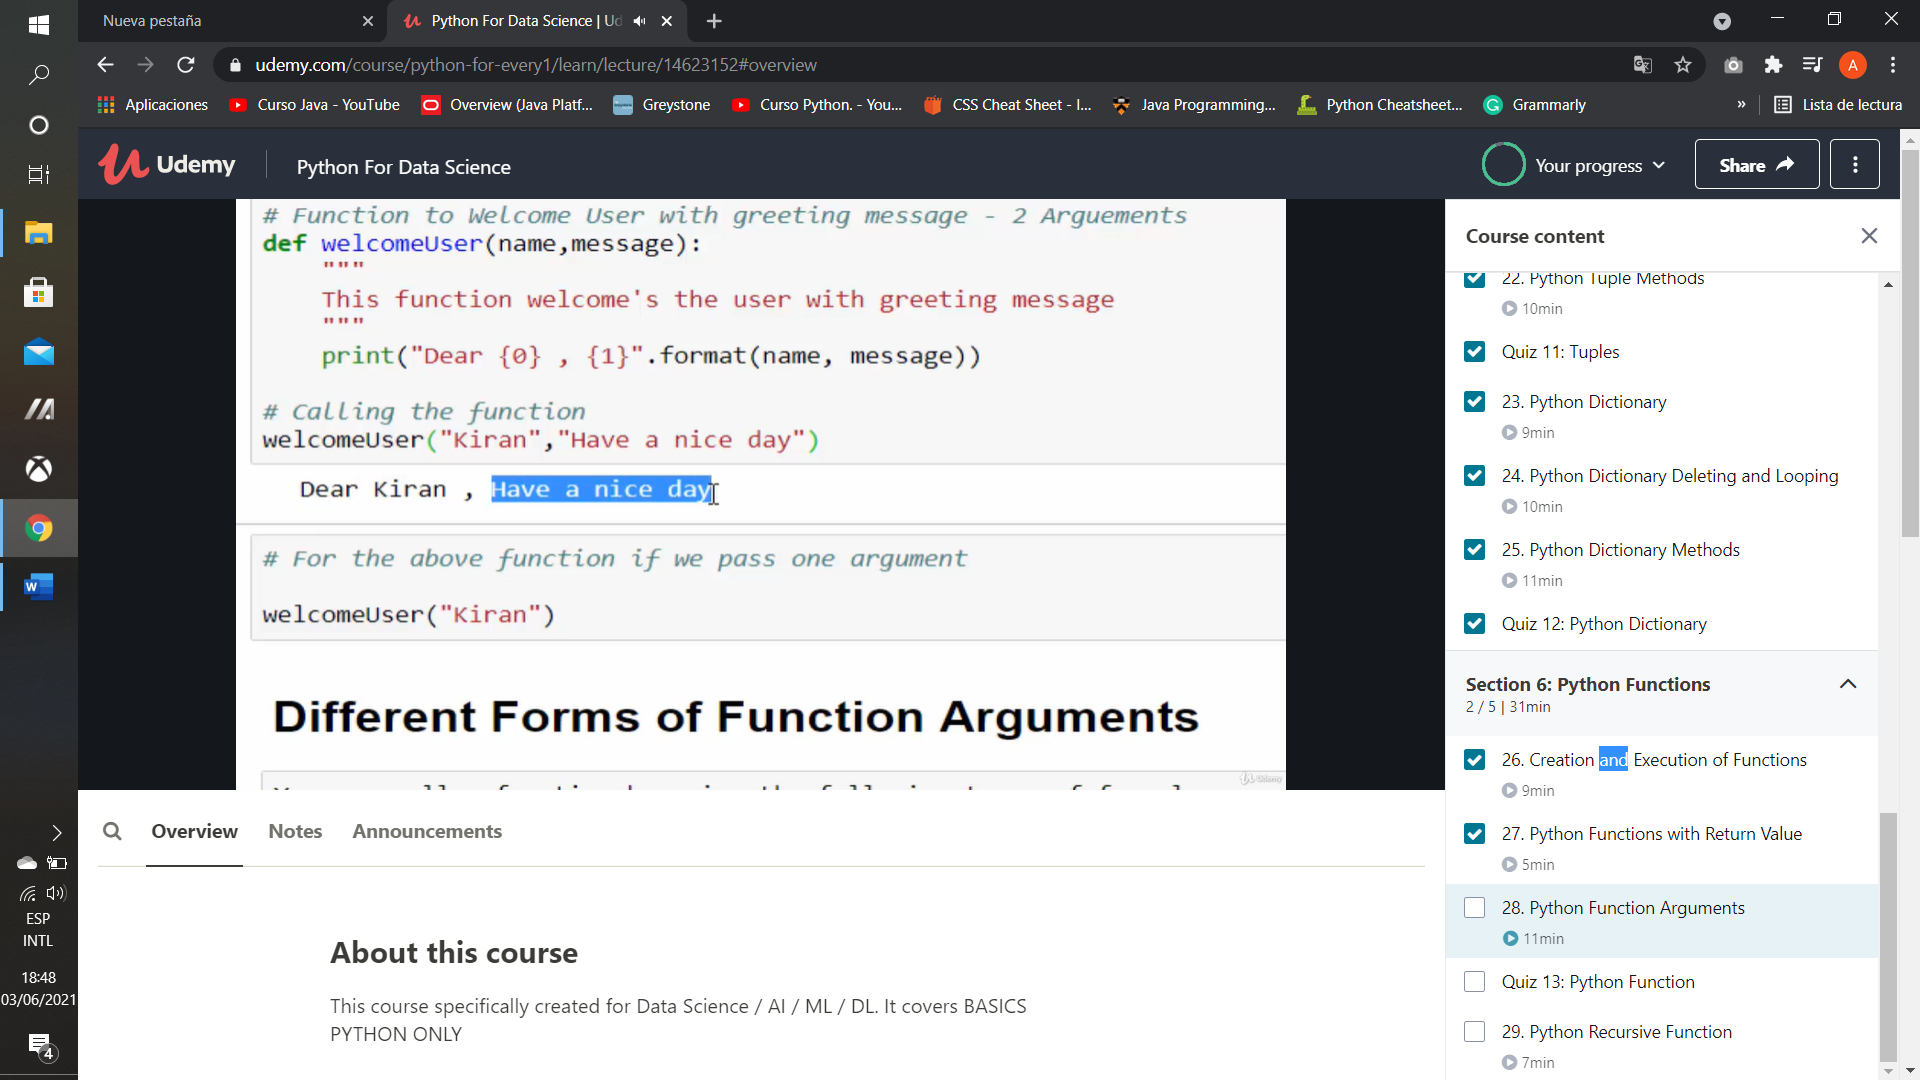 Nueva pestaña
Python For Data Science | Ud
udemy.com/course/python-for-every1/learn/lecture/14623152#overview
A
Aplicaciones
Curso Java - YouTube
Overview (Java Platf...
Greystone
Curso Python. - You...
CSS Cheat Sheet - I...
Java Programming...
Python Cheatsheet...
Grammarly
»
Lista de lectura
Udemy
Python For Data Science
Your progress
Share
# Function to Welcome User with greeting message - 2 Arguements
def welcomeUser(name,message):
"""
This function welcome's the user with greeting message
"""
print("Dear {0} , {1}".format(name, message))
# Calling the function
welcomeUser("Kiran","Have a nice day")
Dear Kiran , Have a nice day
# For the above function if we pass one argument
welcomeUser("Kiran")
Different Forms of Function Arguments
Udemy
Overview
Notes
Announcements
About this course
This course specifically created for Data Science / AI / ML / DL. It covers BASICS
PYTHON ONLY
Course content
22. Python Tuple Methods
10min
Quiz 11: Tuples
23. Python Dictionary
9min
24. Python Dictionary Deleting and Looping
10min
25. Python Dictionary Methods
11min
Quiz 12: Python Dictionary
Section 6: Python Functions
2 / 5 | 31min
26. Creation and Execution of Functions
9min
27. Python Functions with Return Value
5min
28. Python Function Arguments
11min
Quiz 13: Python Function
29. Python Recursive Function
7min
ESP
INTL
18:48
03/06/2021
4